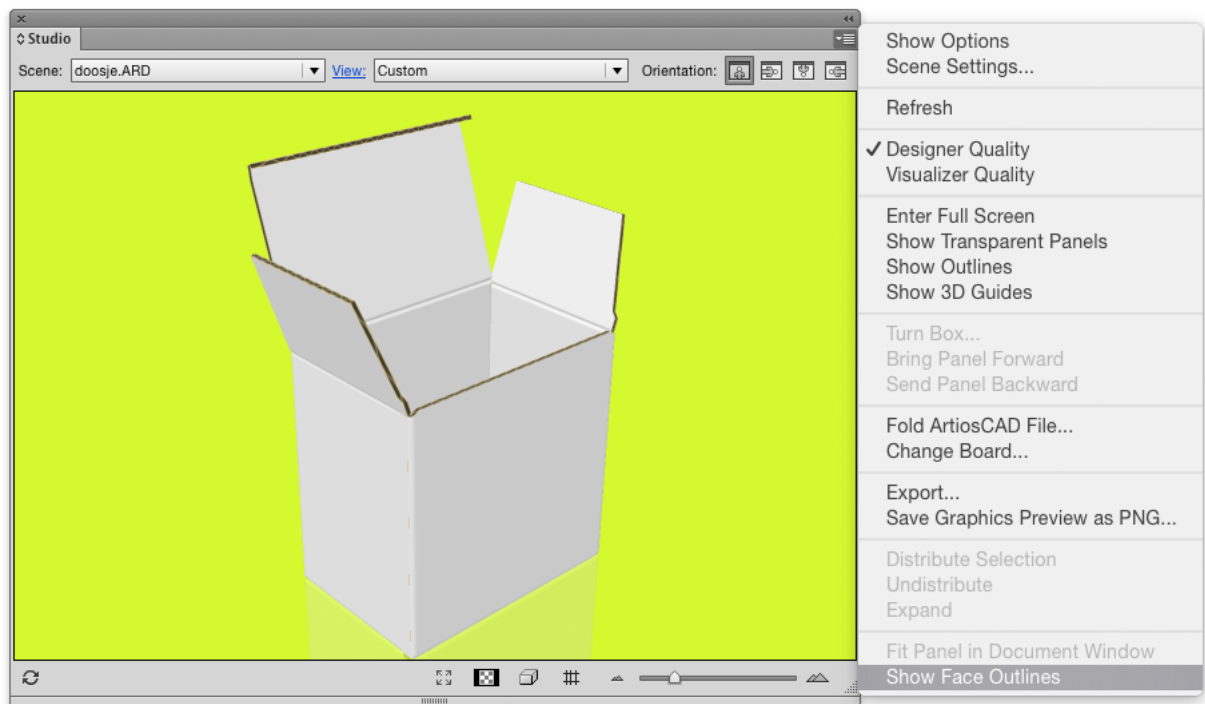 Studio
Scene: doosje.ARD View: Custom Orientation:
Show Options
Scene Settings...
Refresh
✓ Designer Quality
Visualizer Quality
Enter Full Screen
Show Transparent Panels
Show Outlines
Show 3D Guides
Turn Box...
Bring Panel Forward
Send Panel Backward
Fold ArtiosCAD File...
Change Board...
Export...
Save Graphics Preview as PNG...
Distribute Selection
Undistribute
Expand
Fit Panel in Document Window
Show Face Outlines